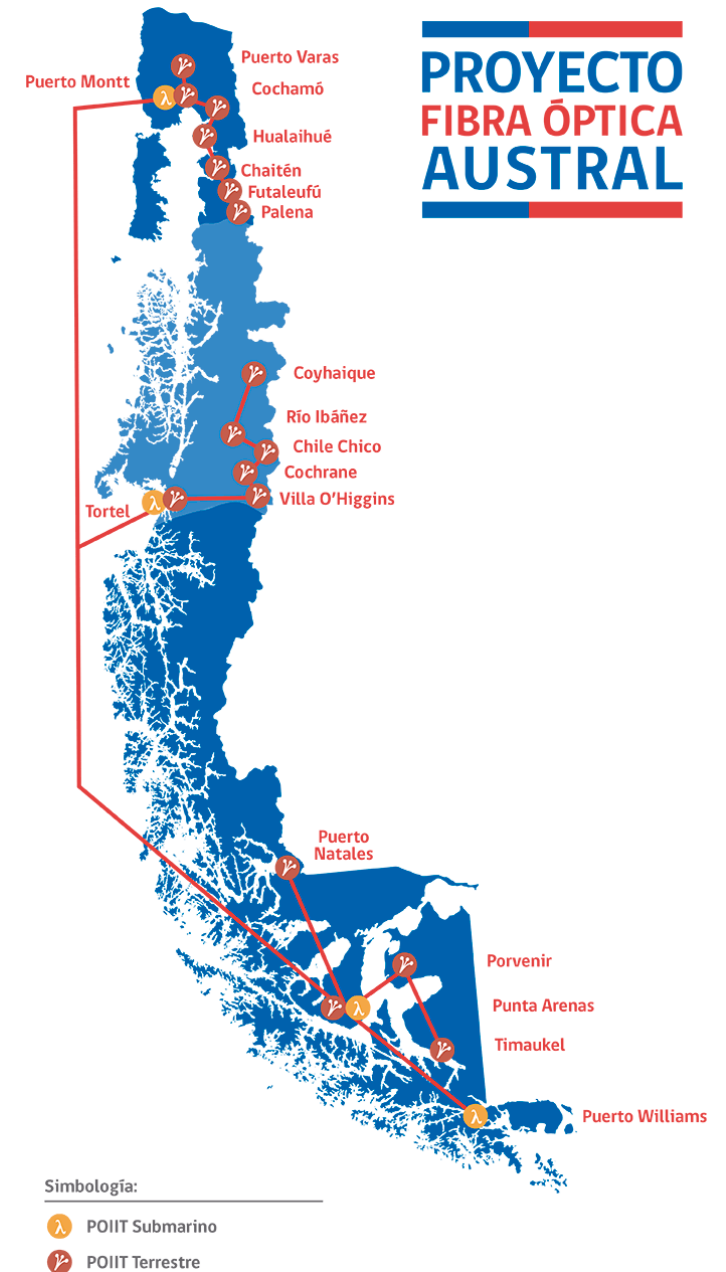 PROYECTO
FIBRA ÓPTICA
AUSTRAL
Puerto Varas
Puerto Montt
Cochamó
Hualaihué
Chaitén
Futaleufú
Palena
Coyhaique
Río Ibáñez
Chile Chico
Cochrane
Villa O'Higgins
Tortel
Puerto
Natales
Porvenir
Punta Arenas
Timaukel
Puerto Williams
Simbología:
λ POIIT Submarino
POIIT Terrestre